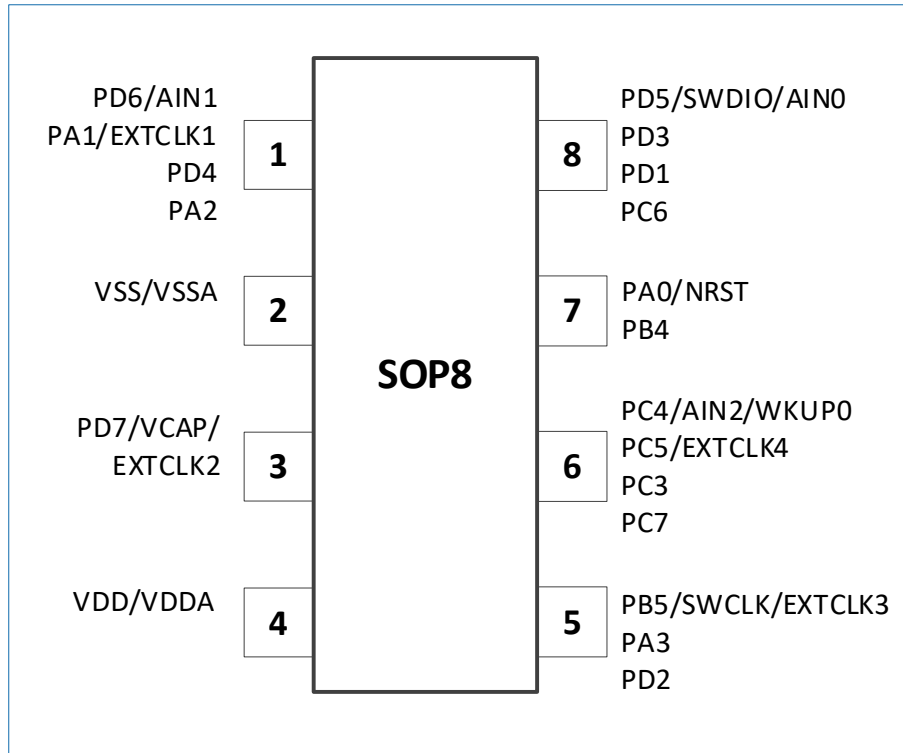 PD6/AIN1
PA1/EXTCLK1
PD4
PA2
1
VSS/VSSA
2
PD7/VCAP/
EXTCLK2
3
VDD/VDDA
4
SOP8
PD5/SWDIO/AIN0
PD3
PD1
PC6
8
PA0/NRST
PB4
7
PC4/AIN2/WKUP0
PC5/EXTCLK4
PC3
PC7
6
PB5/SWCLK/EXTCLK3
PA3
PD2
5